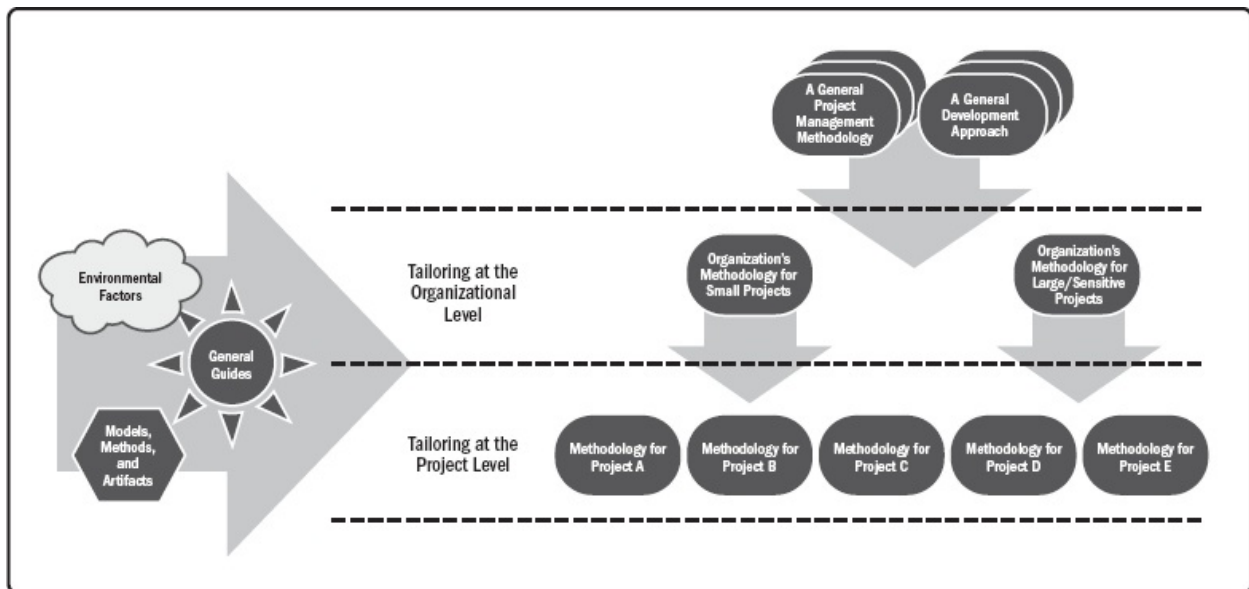 A General
Project
Management
Methodology
A General
Development
Approach
Environmental
Factors
General
Guides
Models,
Methods,
and
Artifacts
Tailoring at the
Organizational
Level
Organization's
Methodology for
Small Projects
Organization's
Methodology for
Large/Sensitive
Projects
Tailoring at the
Project Level
Methodology for
Project A
Methodology for
Project B
Methodology for
Project C
Methodology for
Project D
Methodology for
Project E